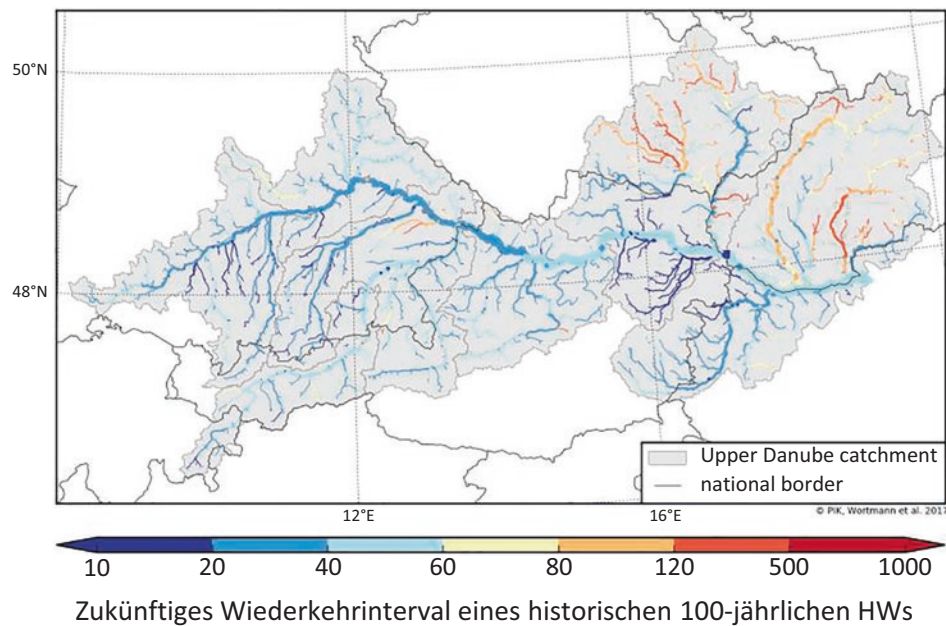 50°N
48°N
Upper Danube catchment
national border
12°E
16°E
© PIK, Wortmann et al. 2017
10 20 40 60 80 120 500 1000
Zukünftiges Wiederkehrinterval eines historischen 100-jährlichen HWs